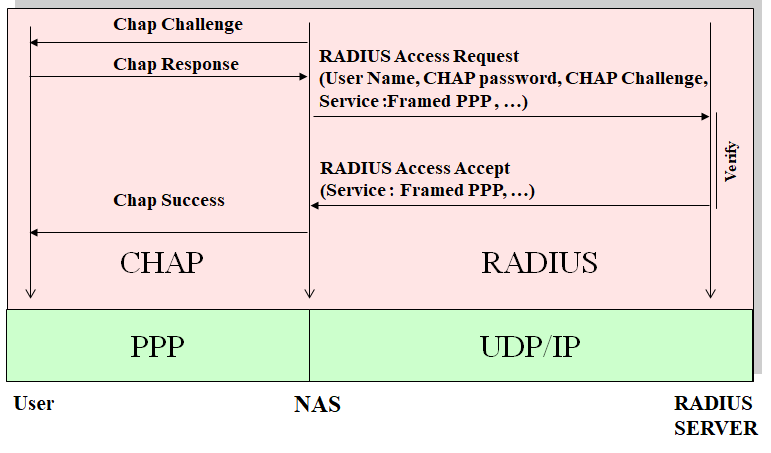 Chap Challenge
Chap Response
RADIUS Access Request
(User Name, CHAP password, CHAP Challenge,
Service :Framed PPP , …)
Verify
RADIUS Access Accept
(Service : Framed PPP, …)
Chap Success
CHAP
RADIUS
PPP
UDP/IP
User
NAS
RADIUS
SERVER